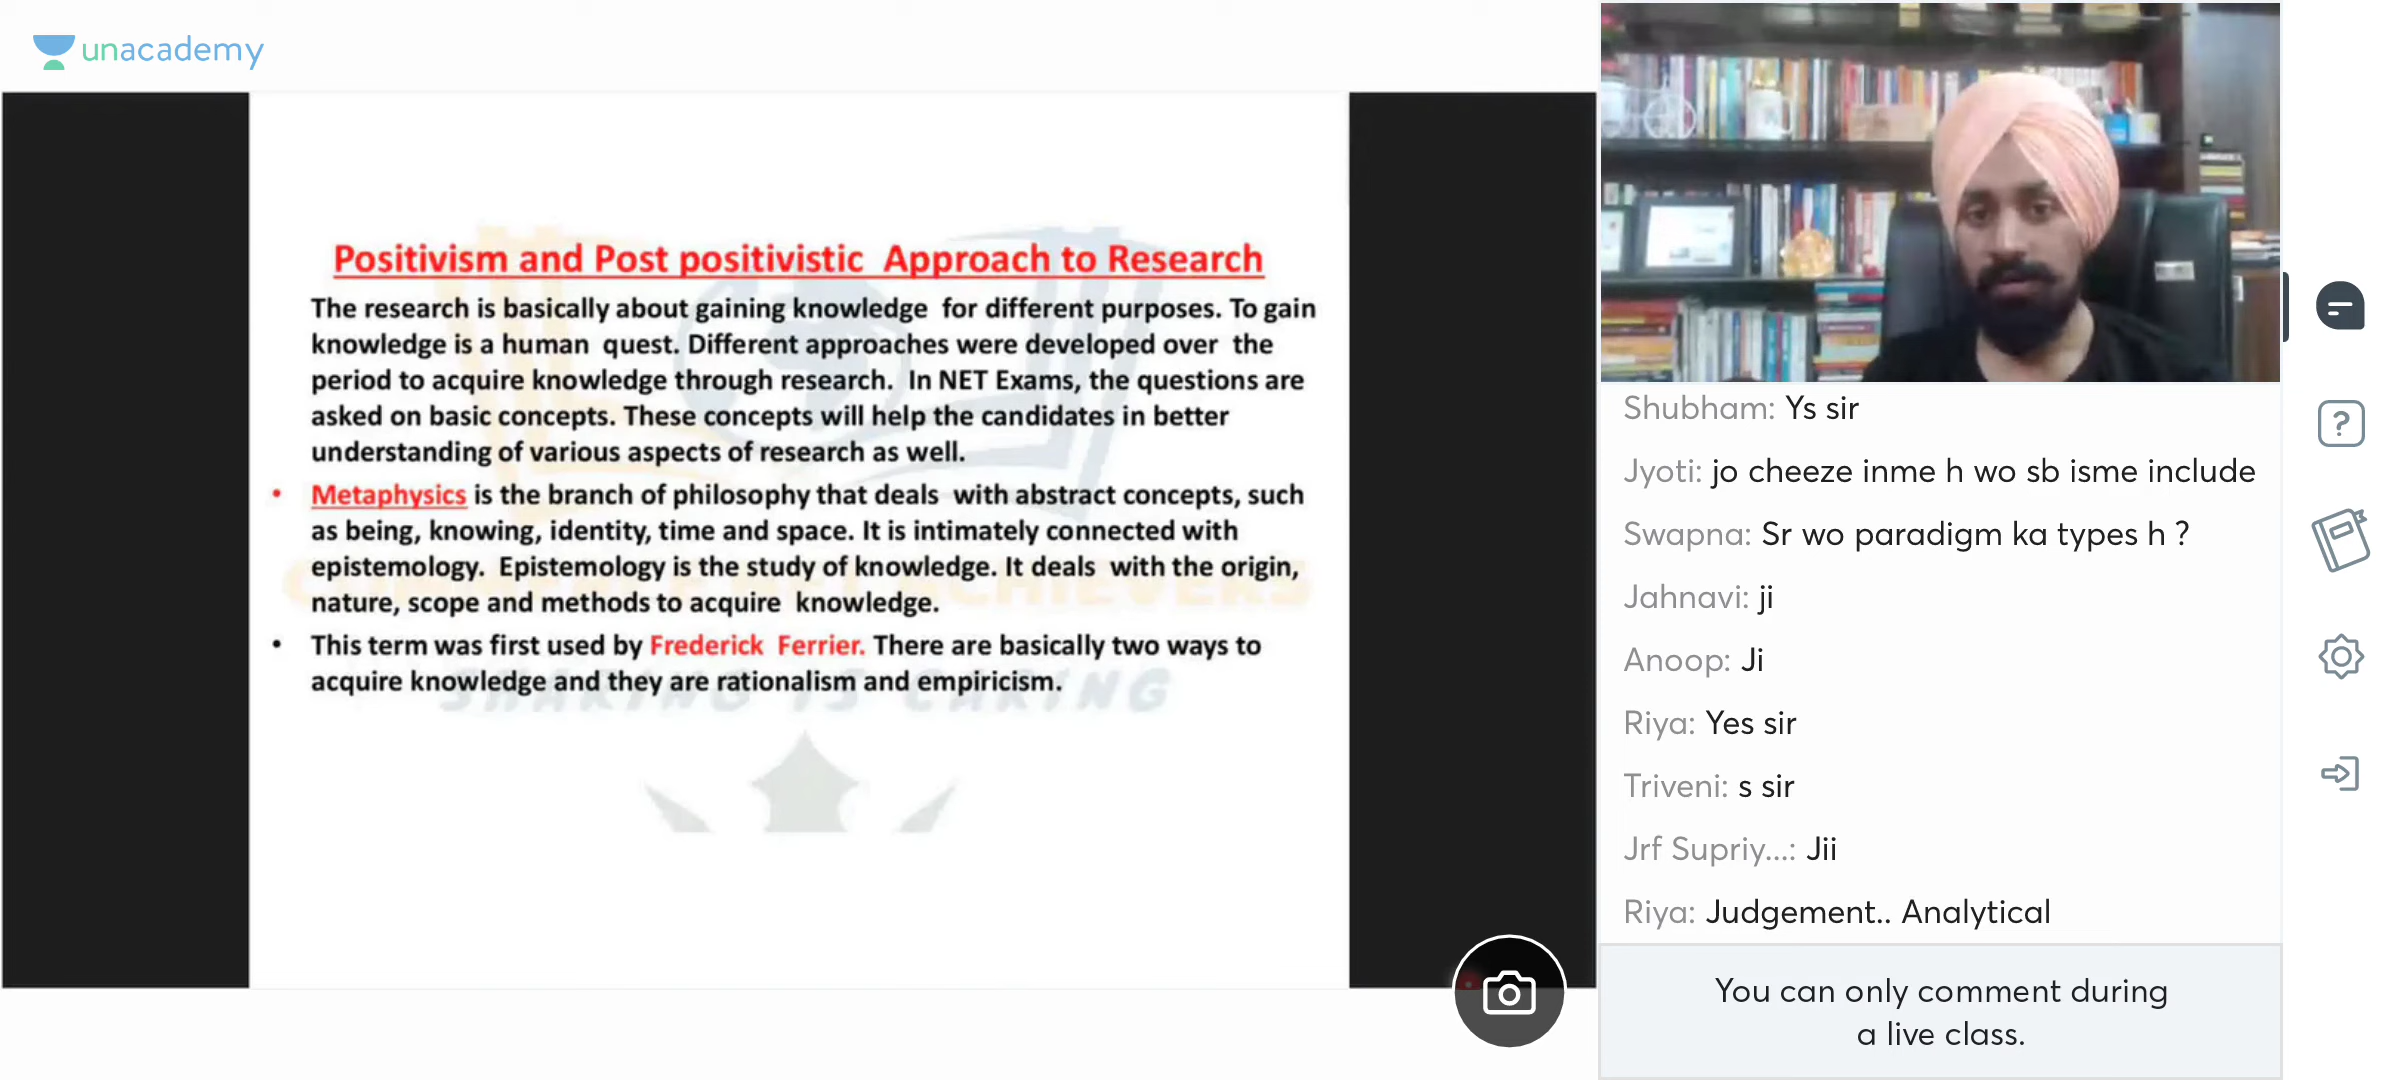 unacademy
Positivism and Post positivistic Approach to Research
The research is basically about gaining knowledge for different purposes. To gain
knowledge is a human quest. Different approaches were developed over the
period to acquire knowledge through research. In NET Exams, the questions are
asked on basic concepts. These concepts will help the candidates in better
understanding of various aspects of research as well.
• Metaphysics is the branch of philosophy that deals with abstract concepts, such
as being, knowing, identity, time and space. It is intimately connected with
epistemology. Epistemology is the study of knowledge. It deals with the origin,
nature, scope and methods to acquire knowledge.
• This term was first used by Frederick Ferrier. There are basically two ways to
acquire knowledge and they are rationalism and empiricism.
SHARING IS CARING
Shubham: Ys sir
Jyoti: jo cheeze inme h wo sb isme include
Swapna: Sr wo paradigm ka types h ?
Jahnavi: ji
Anoop: Ji
Riya: Yes sir
Triveni: s sir
Jrf Supriy...: Jii
Riya: Judgement.. Analytical
You can only comment during
a live class.